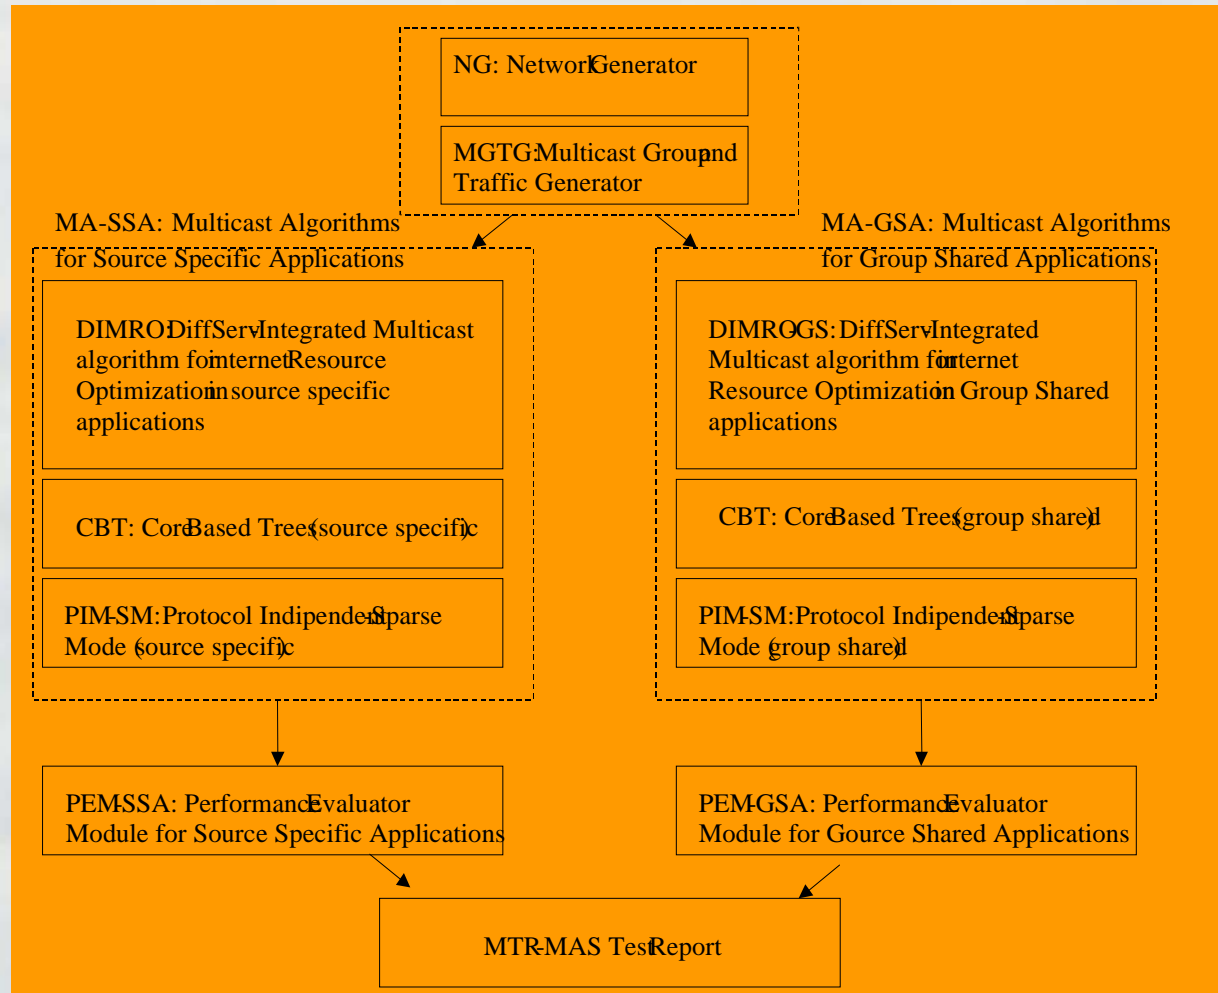 NG: Network Generator
MGTG:Multicast Group and
Traffic Generator
MA-SSA: Multicast Algorithms
for Source Specific Applications
MA-GSA: Multicast Algorithms
for Group Shared Applications
DIMRO:DiffServ-Integrated Multicast
algorithm for internet Resource
Optimization in source specific
applications
DIMRO-GS: DiffServ-Integrated
Multicast algorithm for internet
Resource Optimization in Group Shared
applications
CBT: Core Based Trees (source specific)
CBT: Core Based Trees (group shared)
PIM-SM:Protocol Indipendent-Sparse
Mode (source specific)
PIM-SM:Protocol Indipendent-Sparse
Mode (group shared)
PEM-SSA: Performance Evaluator
Module for Source Specific Applications
PEM-GSA: Performance Evaluator
Module for Gource Shared Applications
MTR-MAS Test Report